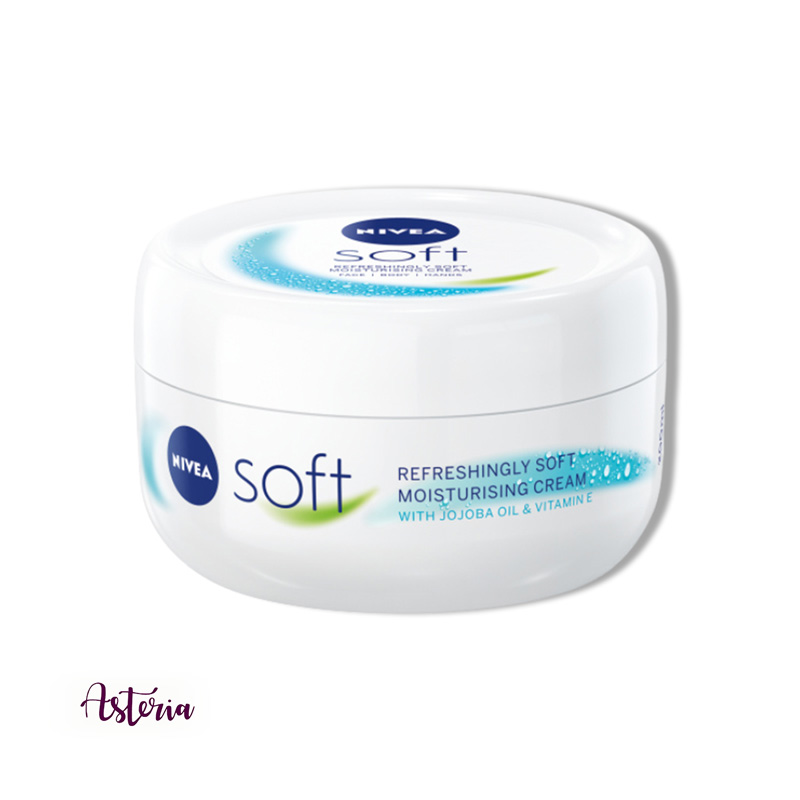 NIVEA
soft
REFRESHINGLY SOFT
MOISTURISING CREAM
FACE | BODY | HANDS
NIVEA
soft
REFRESHINGLY SOFT
MOISTURISING CREAM
WITH JOJOBA OIL & VITAMIN E
Astéria